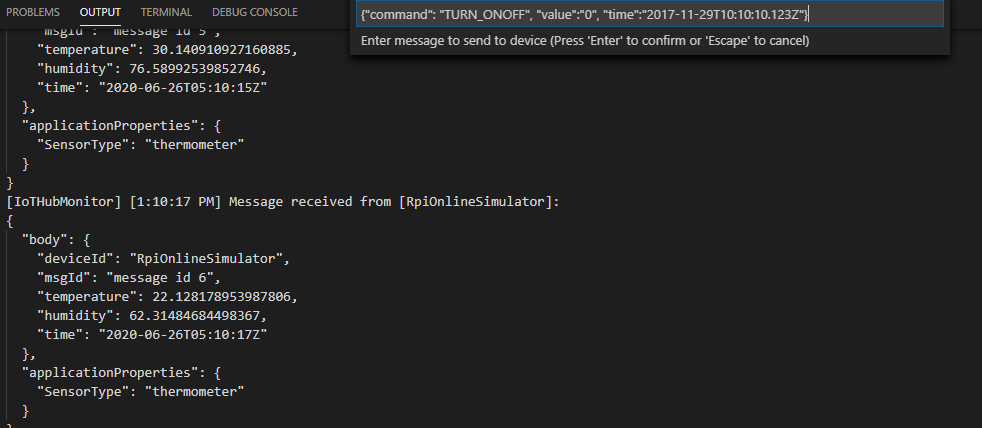 PROBLEMS OUTPUT TERMINAL DEBUG CONSOLE
{"command": "TURN_ONOFF", "value":"0", "time":"2017-11-29T10:10:10.123Z"}
Enter message to send to device (Press 'Enter' to confirm or 'Escape' to cancel)
"msgId": "message id 5",
"temperature": 30.140910927160885,
"humidity": 76.58992539852746,
"time": "2020-06-26T05:10:15Z"
},
"applicationProperties": {
"SensorType": "thermometer"
}
}
[IoTHubMonitor] [1:10:17 PM] Message received from [RpiOnlineSimulator]:
{
"body": {
"deviceId": "RpiOnlineSimulator",
"msgId": "message id 6",
"temperature": 22.128178953987806,
"humidity": 62.31484684498367,
"time": "2020-06-26T05:10:17Z"
},
"applicationProperties": {
"SensorType": "thermometer"
}
}